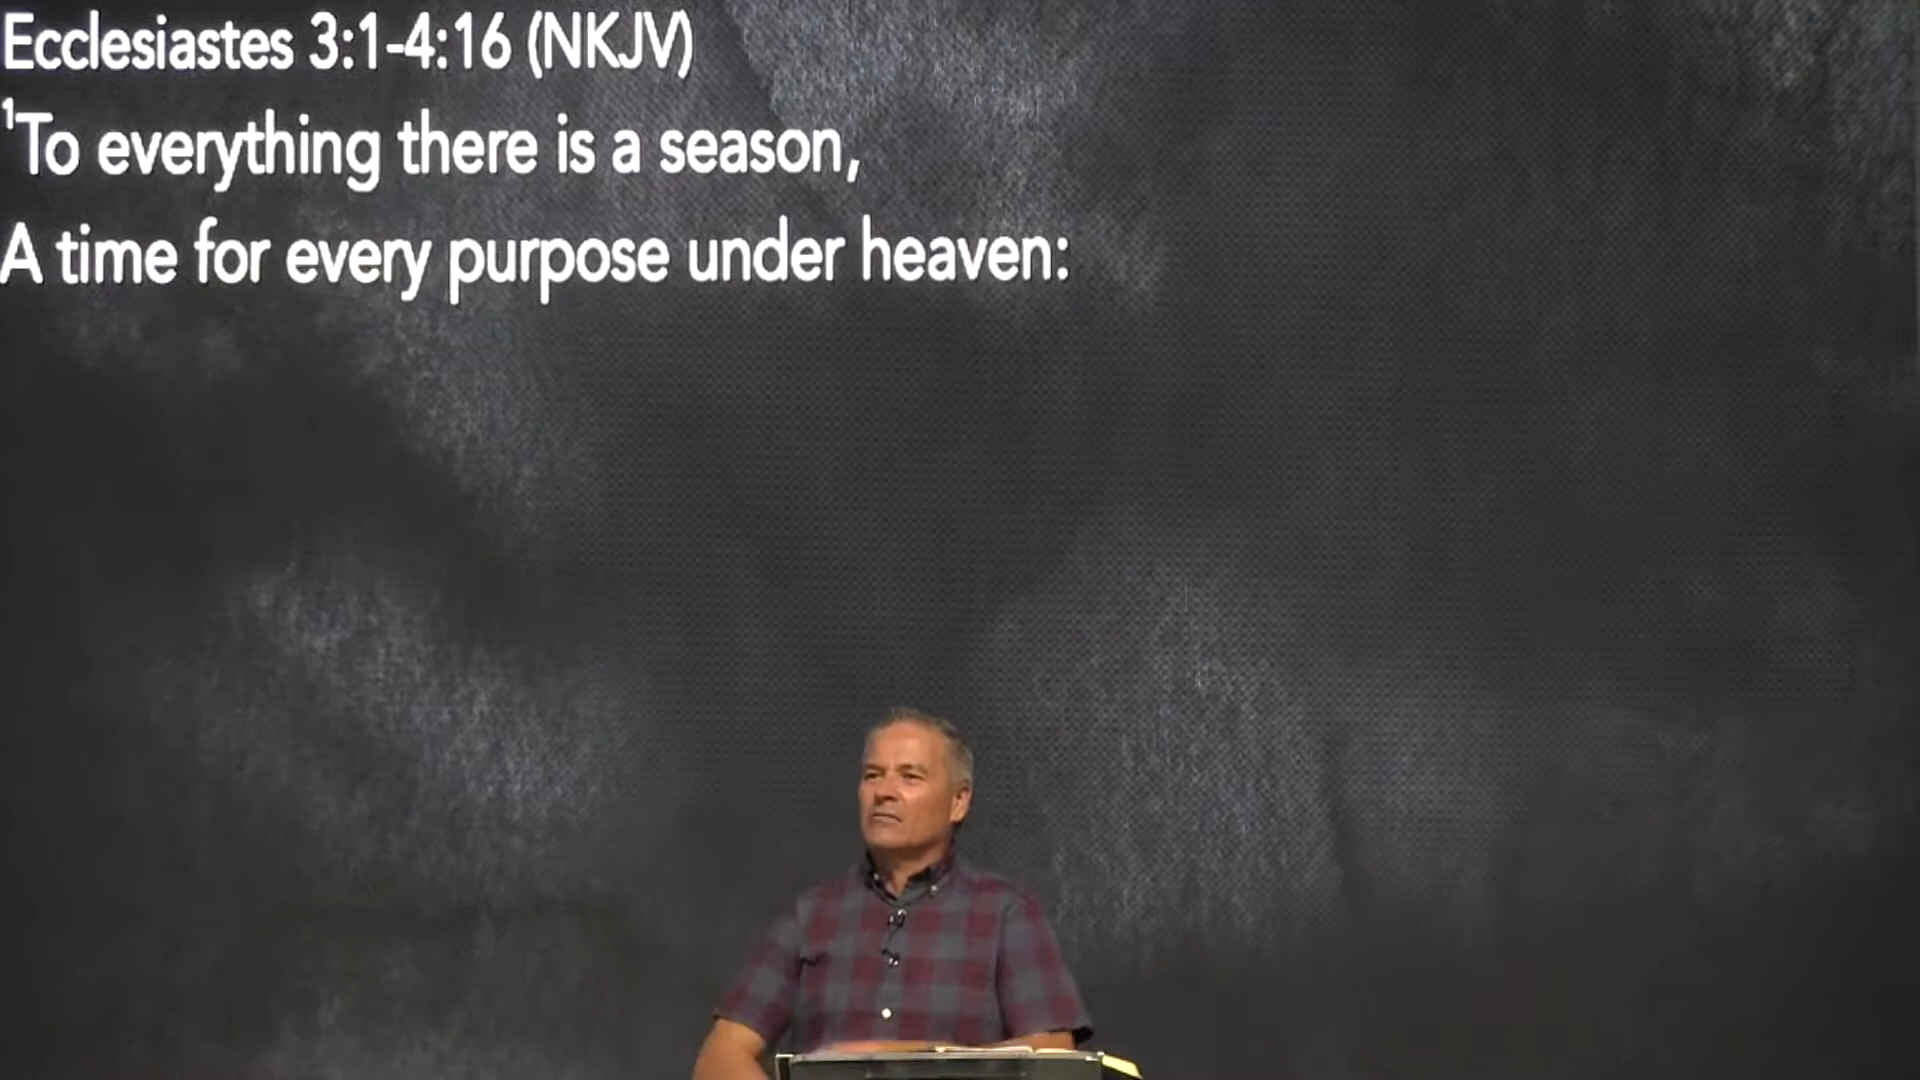 Ecclesiastes 3:1-4:16 (NKJV)
¹To everything there is a season,
A time for every purpose under heaven: